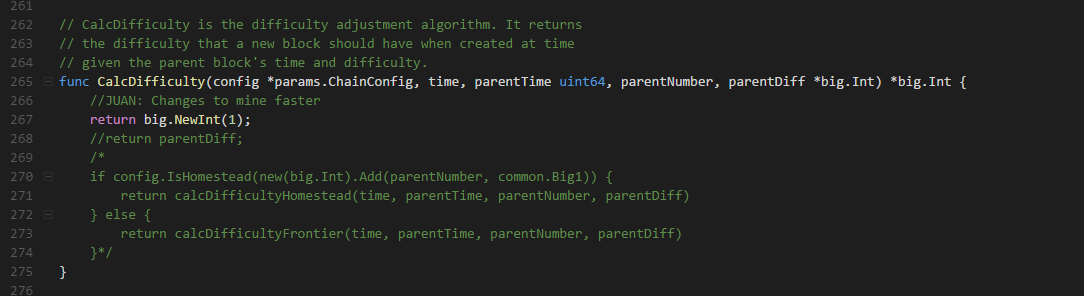 261
262 // CalcDifficulty is the difficulty adjustment algorithm. It returns
263 // the difficulty that a new block should have when created at time
264 // given the parent block's time and difficulty.
265 func CalcDifficulty(config *params.ChainConfig, time, parentTime uint64, parentNumber, parentDiff *big.Int) *big.Int {
266     //JUAN: Changes to mine faster
267     return big.NewInt(1);
268     //return parentDiff;
269     /*
270     if config.IsHomestead(new(big.Int).Add(parentNumber, common.Big1)) {
271         return calcDifficultyHomestead(time, parentTime, parentNumber, parentDiff)
272     } else {
273         return calcDifficultyFrontier(time, parentTime, parentNumber, parentDiff)
274     }*/
275 }
276